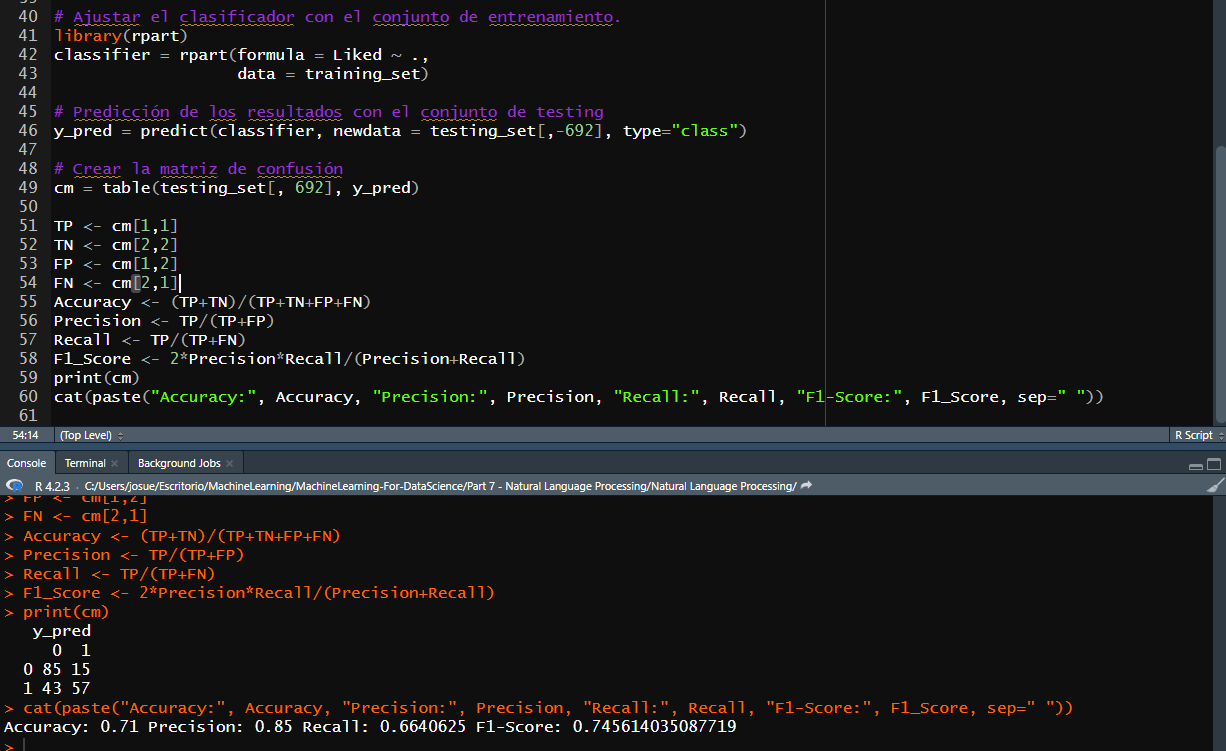 40 # Ajustar el clasificador con el conjunto de entrenamiento.
41 library(rpart)
42 classifier = rpart(formula = Liked ~ .,
43                    data = training_set)
44
45 # Predicción de los resultados con el conjunto de testing
46 y_pred = predict(classifier, newdata = testing_set[,-692], type="class")
47
48 # Crear la matriz de confusión
49 cm = table(testing_set[, 692], y_pred)
50
51 TP <- cm[1,1]
52 TN <- cm[2,2]
53 FP <- cm[1,2]
54 FN <- cm[2,1]
55 Accuracy <- (TP+TN)/(TP+TN+FP+FN)
56 Precision <- TP/(TP+FP)
57 Recall <- TP/(TP+FN)
58 F1_Score <- 2*Precision*Recall/(Precision+Recall)
59 print(cm)
60 cat(paste("Accuracy:", Accuracy, "Precision:", Precision, "Recall:", Recall, "F1-Score:", F1_Score, sep=" "))
61
54:14 (Top Level) R Script
Console Terminal Background Jobs
R 4.2.3 · C:/Users/josue/Escritorio/MachineLearning/MachineLearning-For-DataScience/Part 7 - Natural Language Processing/Natural Language Processing/
> FP <- cm[1,2]
> FN <- cm[2,1]
> Accuracy <- (TP+TN)/(TP+TN+FP+FN)
> Precision <- TP/(TP+FP)
> Recall <- TP/(TP+FN)
> F1_Score <- 2*Precision*Recall/(Precision+Recall)
> print(cm)
   y_pred
     0  1
  0 85 15
  1 43 57
> cat(paste("Accuracy:", Accuracy, "Precision:", Precision, "Recall:", Recall, "F1-Score:", F1_Score, sep=" "))
Accuracy: 0.71 Precision: 0.85 Recall: 0.6640625 F1-Score: 0.745614035087719
>